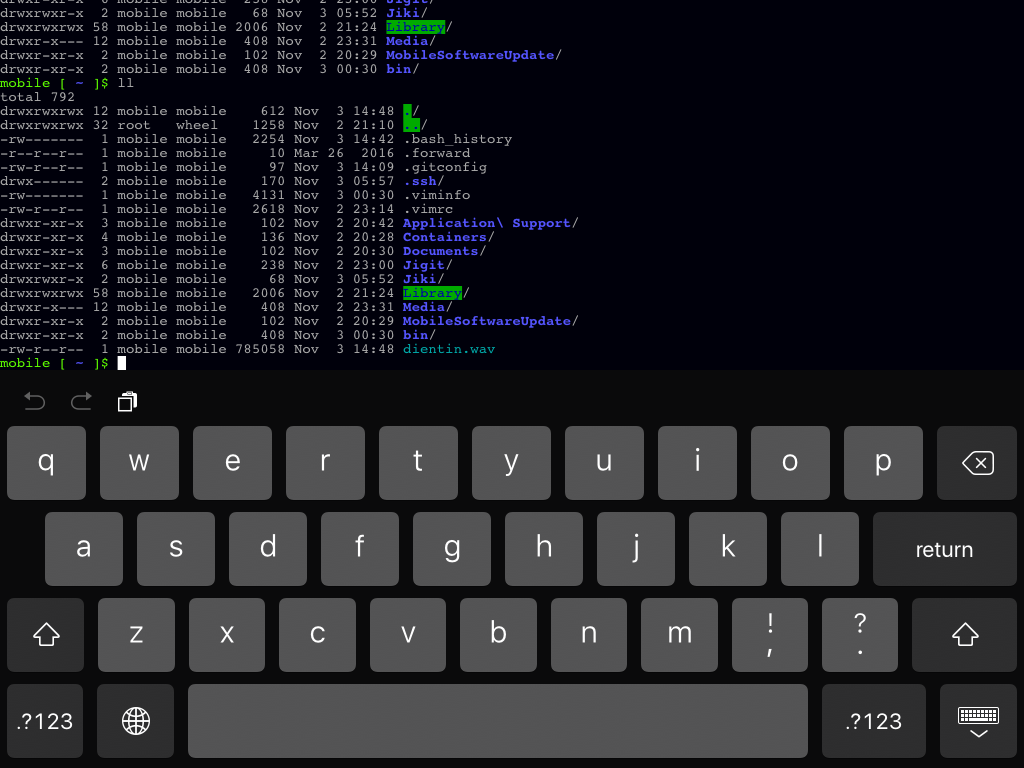 drwxr-xr-x  6 mobile mobile  238 Nov  2 23:00 Jigit/
drwxr-xr-x  2 mobile mobile   68 Nov  3 05:52 Jiki/
drwxrwxrwx 58 mobile mobile 2006 Nov  2 21:24 Library/
drwxr-x--- 12 mobile mobile  408 Nov  2 23:31 Media/
drwxr-xr-x  2 mobile mobile  102 Nov  2 20:29 MobileSoftwareUpdate/
drwxr-xr-x  2 mobile mobile  408 Nov  3 00:30 bin/
mobile [ ~ ]$ ll
total 792
drwxrwxrwx 12 mobile mobile    612 Nov  3 14:48 ./
drwxrwxrwx 32 root   wheel    1258 Nov  2 21:10 ../
-rw-------  1 mobile mobile   2254 Nov  3 14:42 .bash_history
-r--r--r--  1 mobile mobile     10 Mar 26  2016 .forward
-rw-r--r--  1 mobile mobile     97 Nov  3 14:09 .gitconfig
drwx------  2 mobile mobile    170 Nov  3 05:57 .ssh/
-rw-------  1 mobile mobile   4131 Nov  3 00:30 .viminfo
-rw-r--r--  1 mobile mobile   2618 Nov  2 23:14 .vimrc
drwxr-xr-x  3 mobile mobile    102 Nov  2 20:42 Application\ Support/
drwxr-xr-x  4 mobile mobile    136 Nov  2 20:28 Containers/
drwxr-xr-x  3 mobile mobile    102 Nov  2 20:30 Documents/
drwxr-xr-x  6 mobile mobile    238 Nov  2 23:00 Jigit/
drwxr-xr-x  2 mobile mobile     68 Nov  3 05:52 Jiki/
drwxrwxrwx 58 mobile mobile   2006 Nov  2 21:24 Library/
drwxr-x--- 12 mobile mobile    408 Nov  2 23:31 Media/
drwxr-xr-x  2 mobile mobile    102 Nov  2 20:29 MobileSoftwareUpdate/
drwxr-xr-x  2 mobile mobile    408 Nov  3 00:30 bin/
-rw-r--r--  1 mobile mobile 785058 Nov  3 14:48 dientin.wav
mobile [ ~ ]$
q w e r t y u i o p
a s d f g h j k l return
z x c v b n m ! , ? .
.?123 .?123